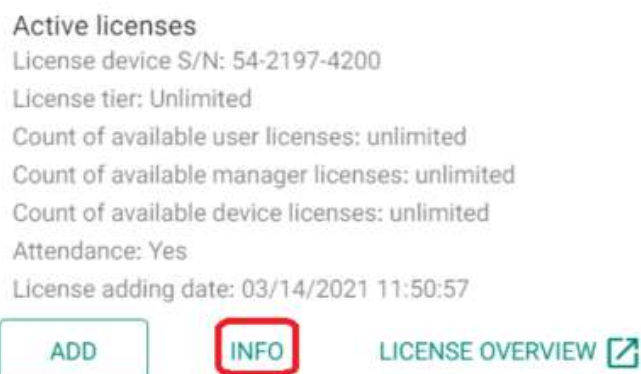 Active licenses
License device S/N: 54-2197-4200
License tier: Unlimited
Count of available user licenses: unlimited
Count of available manager licenses: unlimited
Count of available device licenses: unlimited
Attendance: Yes
License adding date: 03/14/2021 11:50:57
ADD INFO LICENSE OVERVIEW